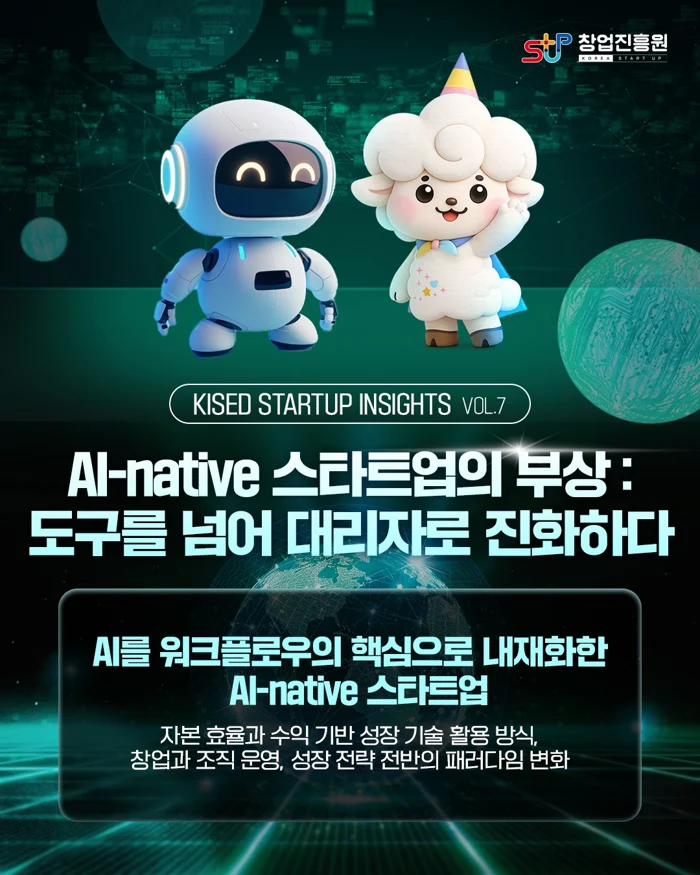 STUP 창업진흥원
KOREA START UP
KISED STARTUP INSIGHTS VOL.7
AI-native 스타트업의 부상 :
도구를 넘어 대리자로 진화하다
AI를 워크플로우의 핵심으로 내재화한
AI-native 스타트업
자본 효율과 수익 기반 성장 기술 활용 방식,
창업과 조직 운영, 성장 전략 전반의 패러다임 변화